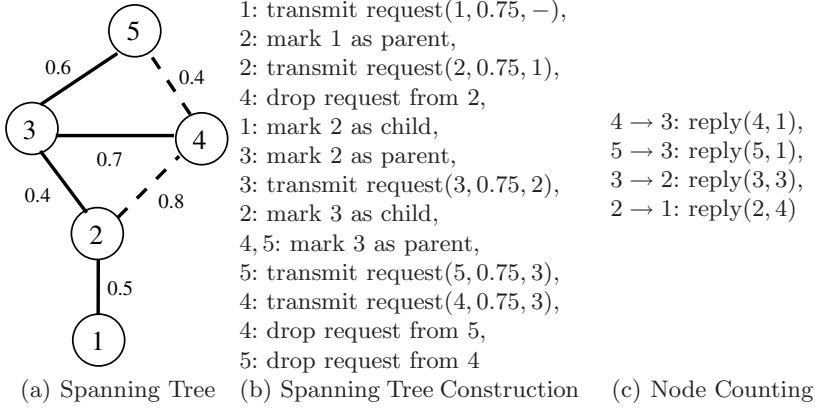 5
0.6
0.4
3
4
0.7
0.4
0.8
2
0.5
1
(a) Spanning Tree
1: transmit request(1, 0.75, −),
2: mark 1 as parent,
2: transmit request(2, 0.75, 1),
4: drop request from 2,
1: mark 2 as child,
3: mark 2 as parent,
3: transmit request(3, 0.75, 2),
2: mark 3 as child,
4, 5: mark 3 as parent,
5: transmit request(5, 0.75, 3),
4: transmit request(4, 0.75, 3),
4: drop request from 5,
5: drop request from 4
(b) Spanning Tree Construction
4 → 3: reply(4, 1),
5 → 3: reply(5, 1),
3 → 2: reply(3, 3),
2 → 1: reply(2, 4)
(c) Node Counting